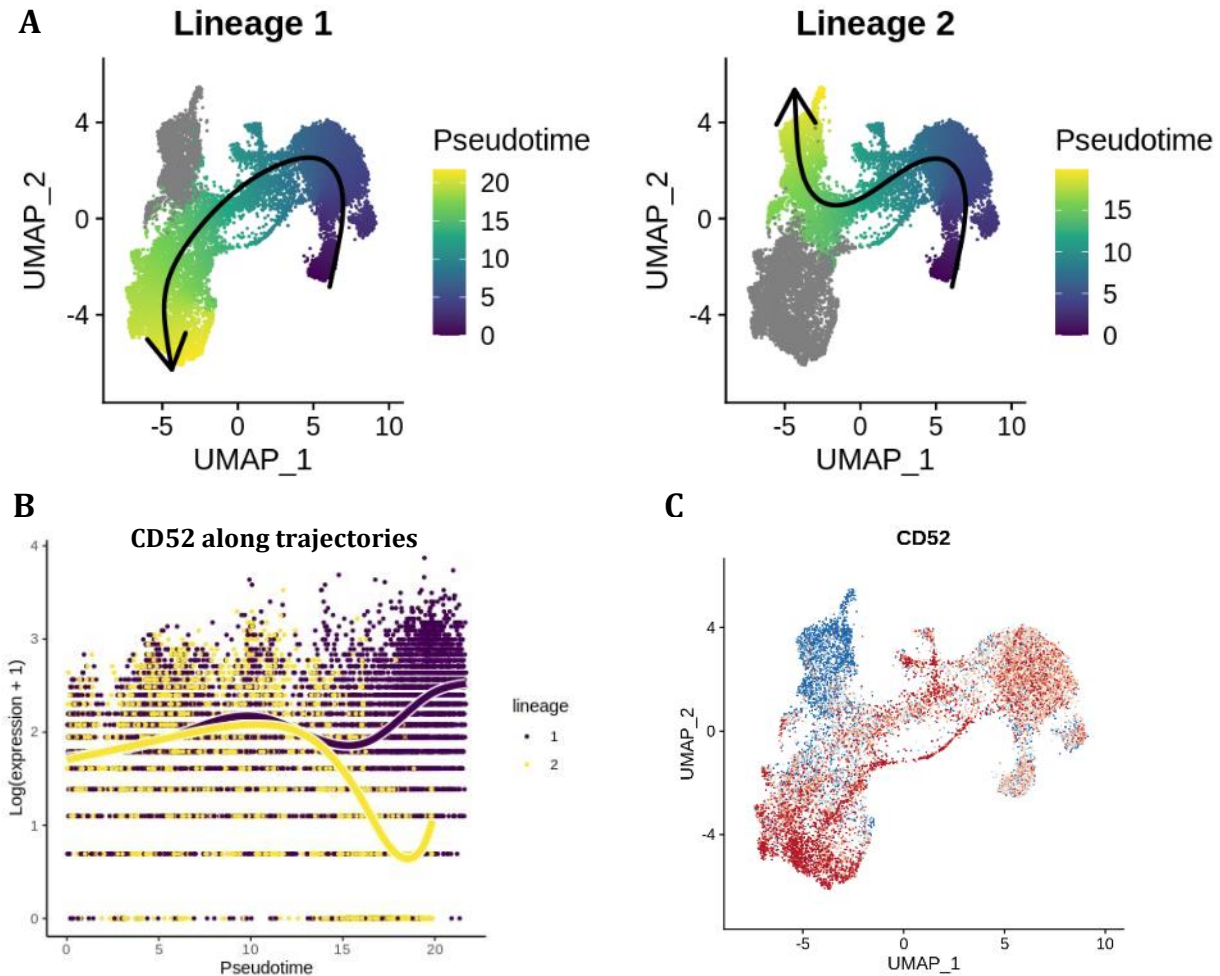 A
Lineage 1
Lineage 2
4
0
-4
UMAP_2
-5 0 5 10
UMAP_1
Pseudotime
20
15
10
5
0
4
0
-4
UMAP_2
-5 0 5 10
UMAP_1
Pseudotime
15
10
5
0
B
CD52 along trajectories
4
3
2
1
0
Log(expression + 1)
0 5 10 15 20
Pseudotime
lineage
1
2
C
CD52
4
0
-4
UMAP_2
-5 0 5 10
UMAP_1